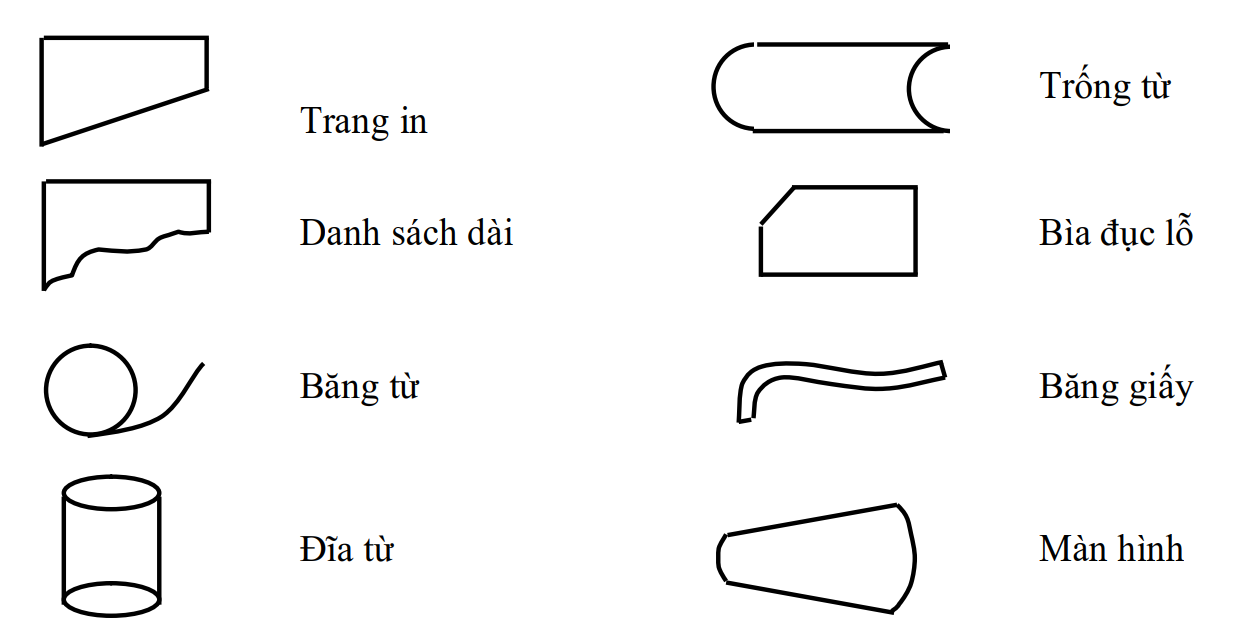 Trang in
Trống từ
Danh sách dài
Bìa đục lỗ
Băng từ
Băng giấy
Đĩa từ
Màn hình